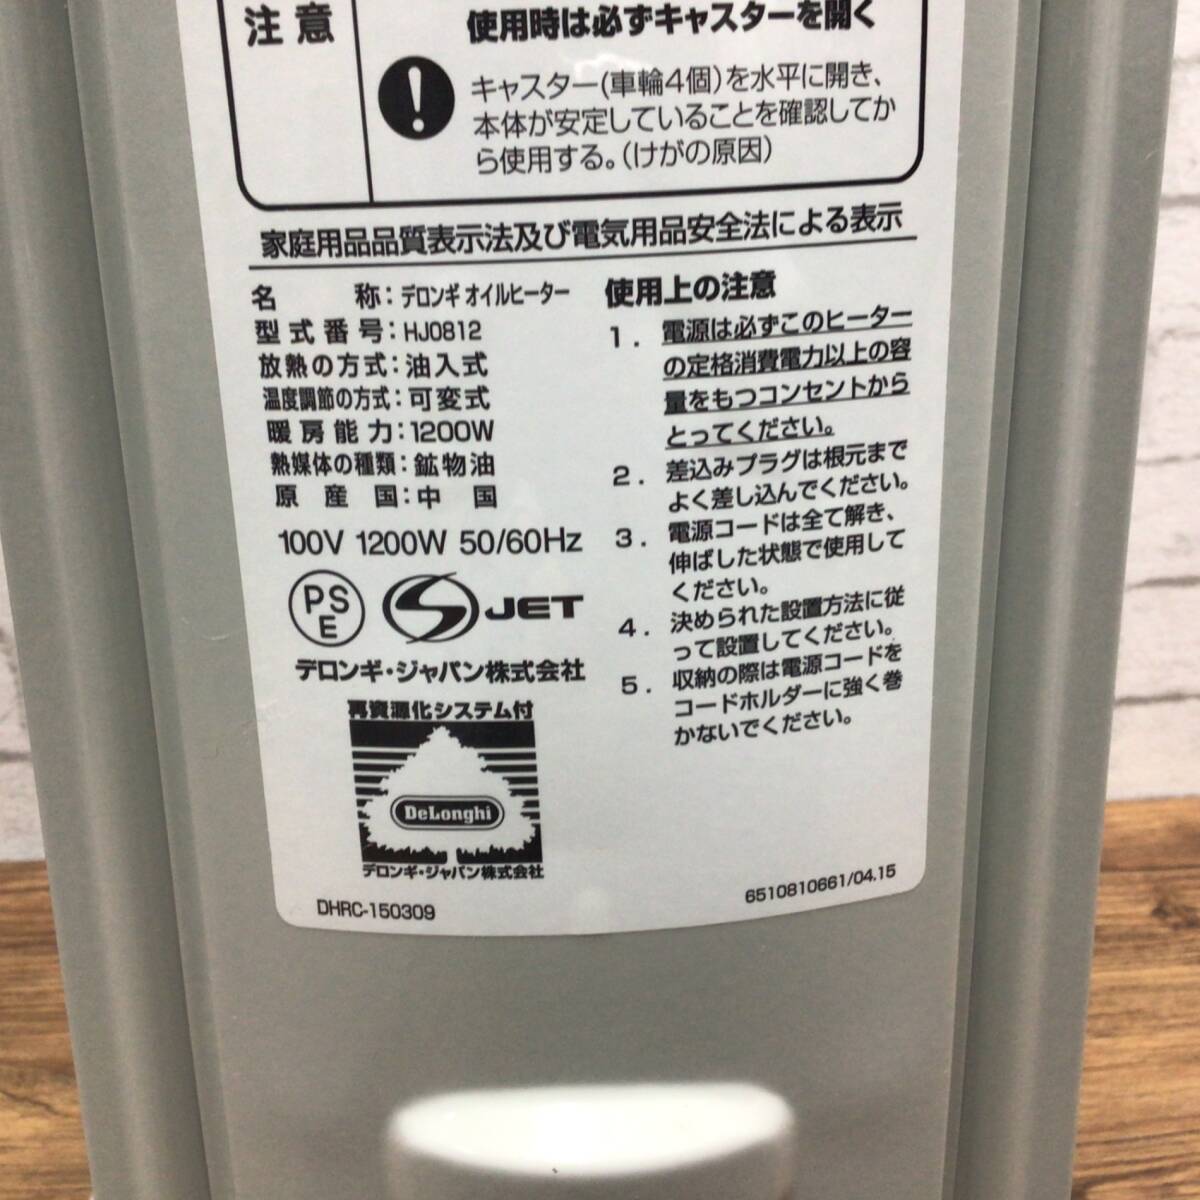 注意
使用時は必ずキャスターを開く
キャスター(車輪4個)を水平に開き、
本体が安定していることを確認してか
ら使用する。(けがの原因)
家庭用品品質表示法及び電気用品安全法による表示
名称:デロンギ オイルヒーター
型式番号:HJ0812
放熱の方式:油入式
温度調節の方式:可変式
暖房能力:1200W
熱媒体の種類:鉱物油
原産国:中国
100V 1200W 50/60Hz
PS
E
JET
デロンギ・ジャパン株式会社
再資源化システム付
DeLonghi
デロンギ・ジャパン株式会社
DHRC-150309
使用上の注意
1. 電源は必ずこのヒーター
の定格消費電力以上の容
量をもつコンセントから
とってください。
2. 差込みプラグは根元まで
よく差し込んでください。
3. 電源コードは全て解き、
伸ばした状態で使用して
ください。
4. 決められた設置方法に従
って設置してください。
5. 収納の際は電源コードを
コードホルダーに強く巻
かないでください。
6510810661/04.15